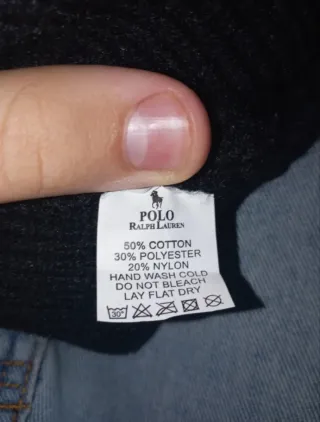 POLO
RALPH LAUREN
50% COTTON
30% POLYESTER
20% NYLON
HAND WASH COLD
DO NOT BLEACH
LAY FLAT DRY
30°